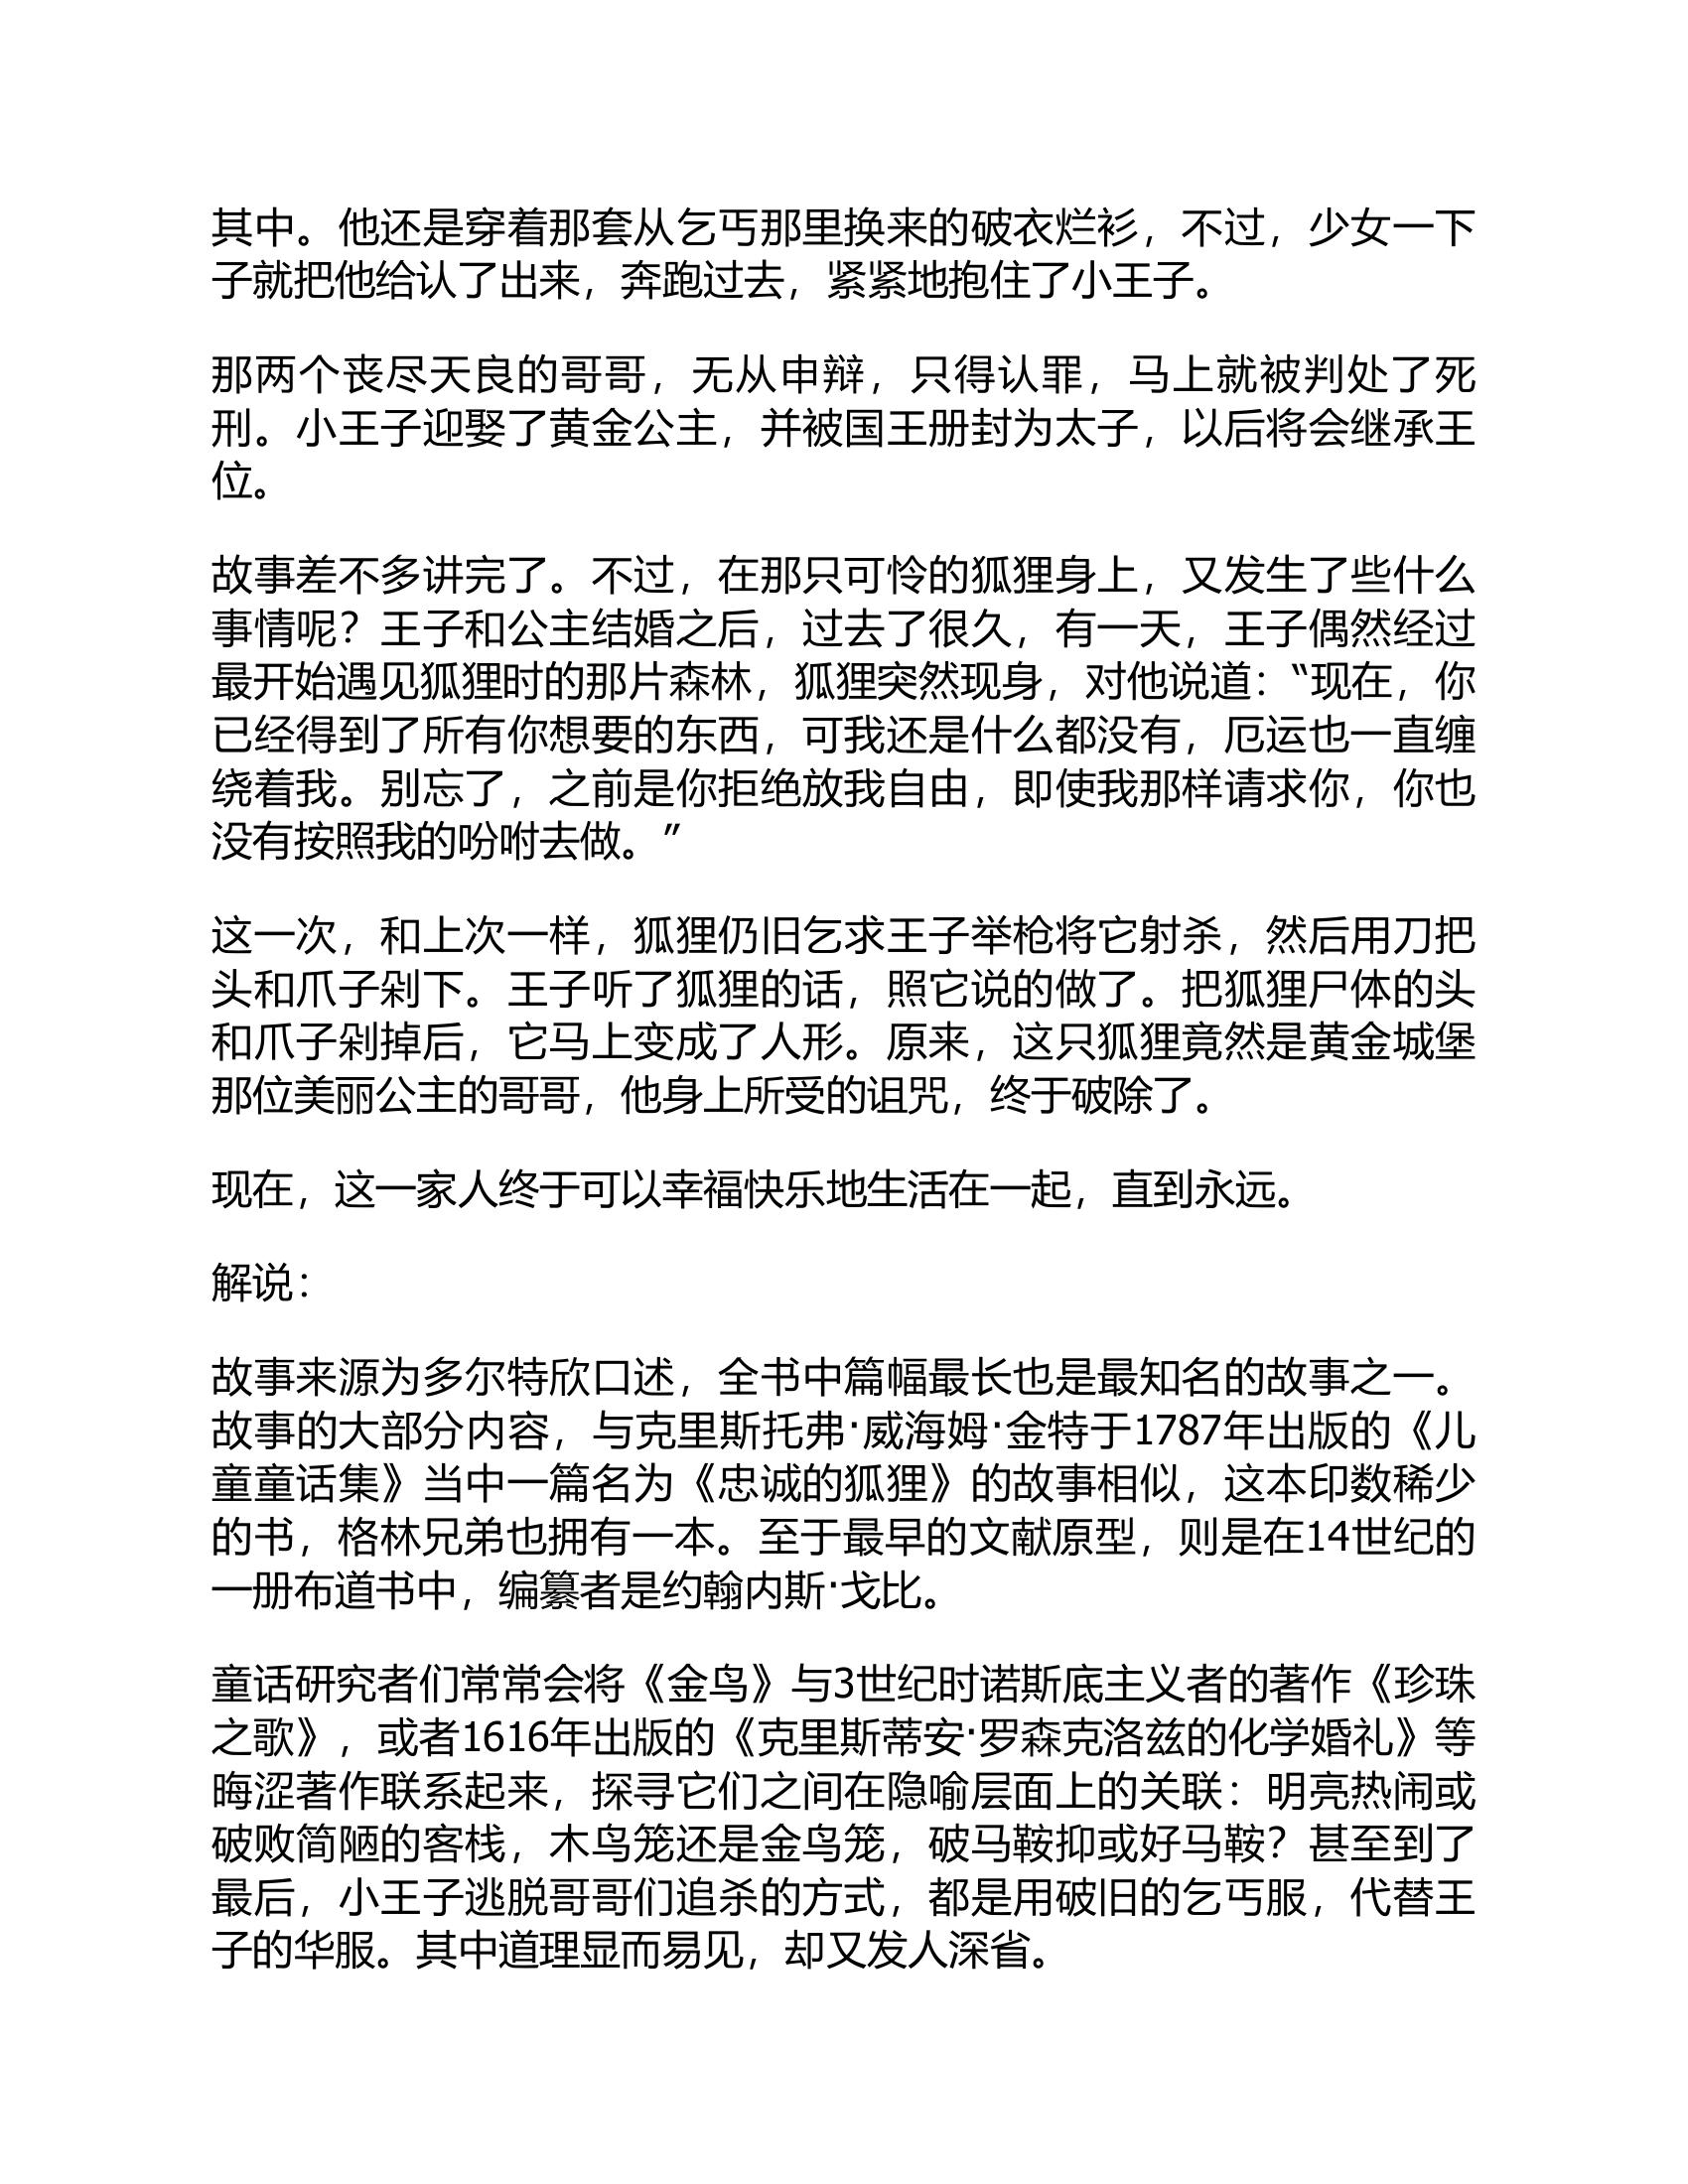 其中。他还是穿着那套从乞丐那里换来的破衣烂衫，不过，少女一下
子就把他给认了出来，奔跑过去，紧紧地抱住了小王子。
那两个丧尽天良的哥哥，无从申辩，只得认罪，马上就被判处了死
刑。小王子迎娶了黄金公主，并被国王册封为太子，以后将会继承王
位。
故事差不多讲完了。不过，在那只可怜的狐狸身上，又发生了些什么
事情呢？王子和公主结婚之后，过去了很久，有一天，王子偶然经过
最开始遇见狐狸时的那片森林，狐狸突然现身，对他说道：“现在，你
已经得到了所有你想要的东西，可我还是什么都没有，厄运也一直缠
绕着我。别忘了，之前是你拒绝放我自由，即使我那样请求你，你也
没有按照我的吩咐去做。”
这一次，和上次一样，狐狸仍旧乞求王子举枪将它射杀，然后用刀把
头和爪子剁下。王子听了狐狸的话，照它说的做了。把狐狸尸体的头
和爪子剁掉后，它马上变成了人形。原来，这只狐狸竟然是黄金城堡
那位美丽公主的哥哥，他身上所受的诅咒，终于破除了。
现在，这一家人终于可以幸福快乐地生活在一起，直到永远。
解说：
故事来源为多尔特欣口述，全书中篇幅最长也是最知名的故事之一。
故事的大部分内容，与克里斯托弗·威海姆·金特于1787年出版的《儿
童童话集》当中一篇名为《忠诚的狐狸》的故事相似，这本印数稀少
的书，格林兄弟也拥有一本。至于最早的文献原型，则是在14世纪的
一册布道书中，编纂者是约翰内斯·戈比。
童话研究者们常常会将《金鸟》与3世纪时诺斯底主义者的著作《珍珠
之歌》，或者1616年出版的《克里斯蒂安·罗森克洛兹的化学婚礼》等
晦涩著作联系起来，探寻它们之间在隐喻层面上的关联：明亮热闹或
破败简陋的客栈，木鸟笼还是金鸟笼，破马鞍抑或好马鞍？甚至到了
最后，小王子逃脱哥哥们追杀的方式，都是用破旧的乞丐服，代替王
子的华服。其中道理显而易见，却又发人深省。